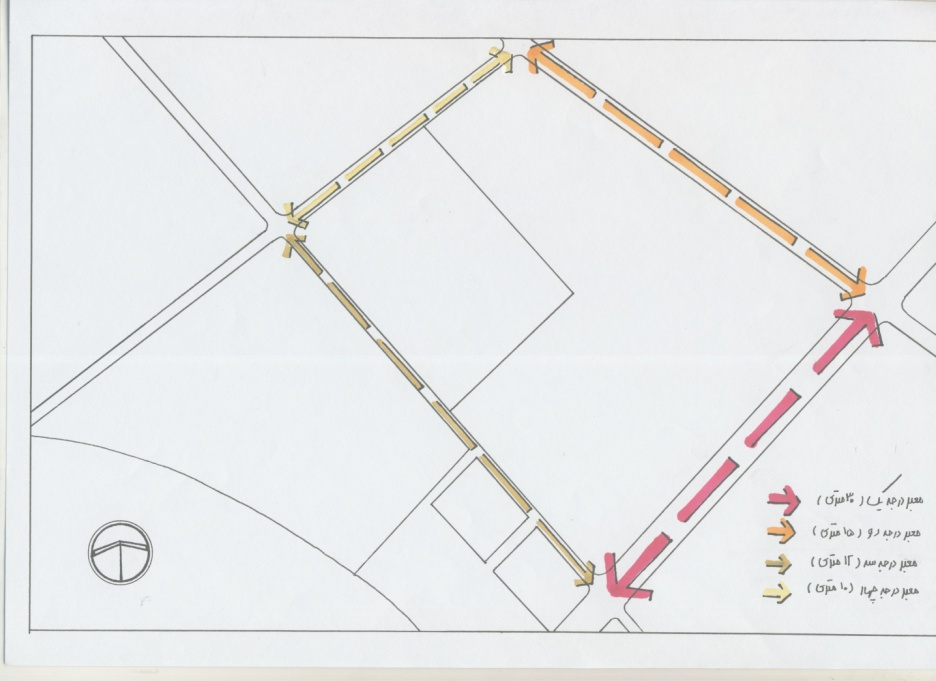 معبر درجه یک (۳۰ متری)
معبر درجه دو (۱۵ متری)
معبر درجه سه (۱۲ متری)
معبر درجه چهار (۱۰ متری)